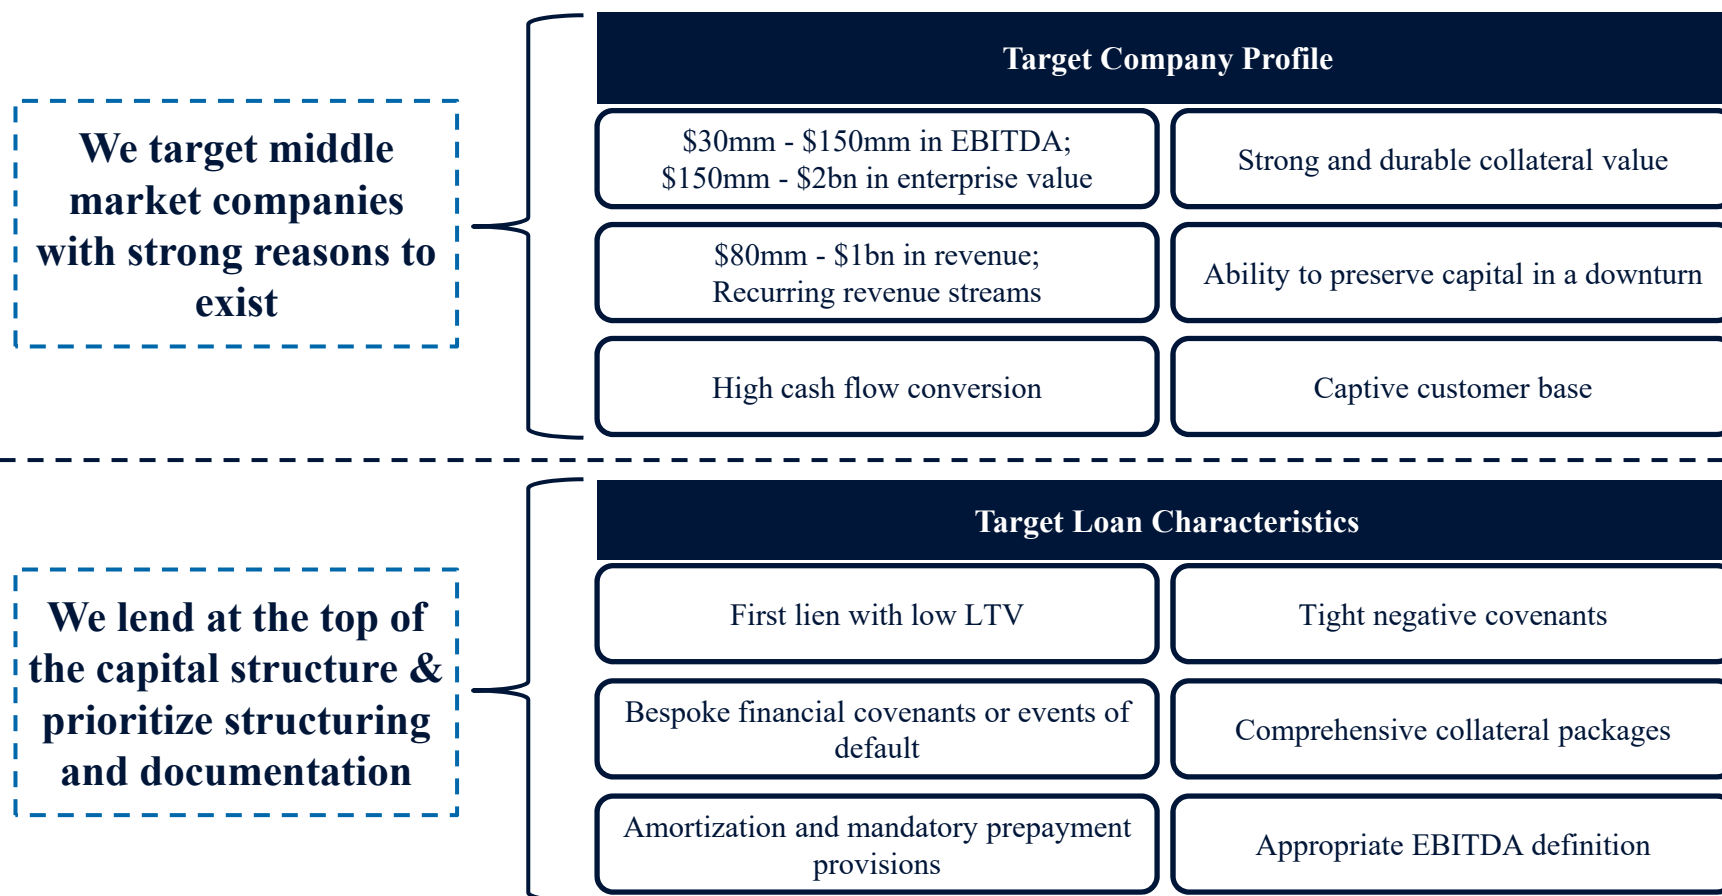 We target middle
market companies
with strong reasons to
exist
Target Company Profile
$30mm - $150mm in EBITDA;
$150mm - $2bn in enterprise value
Strong and durable collateral value
$80mm - $1bn in revenue;
Recurring revenue streams
Ability to preserve capital in a downturn
High cash flow conversion
Captive customer base
We lend at the top of
the capital structure &
prioritize structuring
and documentation
Target Loan Characteristics
First lien with low LTV
Tight negative covenants
Bespoke financial covenants or events of
default
Comprehensive collateral packages
Amortization and mandatory prepayment
provisions
Appropriate EBITDA definition